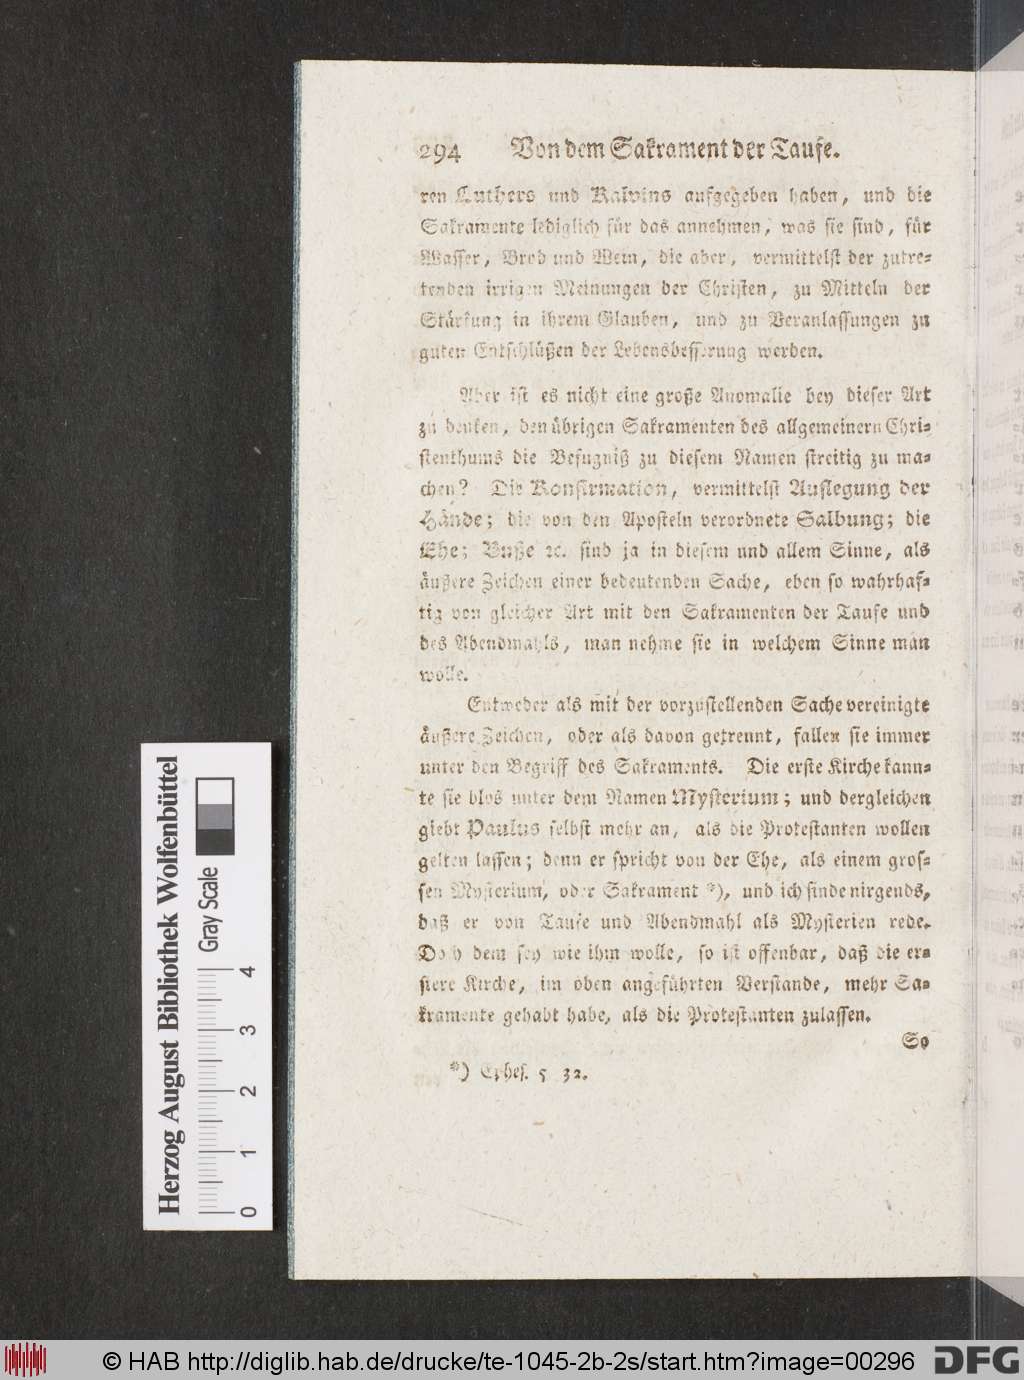 294 Von dem Sakrament der Taufe.
ren Luthers und Kalvins aufgegeben haben, und die
Sakramente lediglich für das annehmen, was sie sind, für
Wasser, Brod und Wein, die aber, vermittelst der zutre-
tenden irrigen Meinungen der Christen, zu Mitteln der
Stärkung in ihrem Glauben, und zu Veranlassungen zu
guten Entschlüßen der Lebensbesserung werden.
Aber ist es nicht eine große Anomalie bey dieser Art
zu denken, den übrigen Sakramenten des allgemeinern Chri-
stenthums die Befugniß zu diesem Namen streitig zu ma-
chen? Die Konfirmation, vermittelst Auflegung der
Hände; die von den Aposteln verordnete Salbung; die
Ehe; Buße ꝛc. sind ja in diesem und allem Sinne, als
äußere Zeichen einer bedeutenden Sache, eben so wahrhaf-
tig von gleicher Art mit den Sakramenten der Taufe und
des Abendmahls, man nehme sie in welchem Sinne man
wolle.
Entweder als mit der vorzustellenden Sache vereinigte
äußere Zeichen, oder als davon getrennt, fallen sie immer
unter den Begriff des Sakraments. Die erste Kirche kann-
te sie blos unter dem Namen Mysterium; und dergleichen
giebt Paulus selbst mehr an, als die Protestanten wollen
gelten lassen; denn er spricht von der Ehe, als einem gros-
sen Mysterium, oder Sakrament *), und ich finde nirgends,
daß er von Taufe und Abendmahl als Mysterien rede.
Doch dem sey wie ihm wolle, so ist offenbar, daß die er-
stere Kirche, im oben angeführten Verstande, mehr Sa-
kramente gehabt habe, als die Protestanten zulassen.
So
*) Ephes. 5 32.
Herzog August Bibliothek Wolfenbüttel
Gray Scale
0 1 2 3 4
© HAB http://diglib.hab.de/drucke/te-1045-2b-2s/start.htm?image=00296
DFG